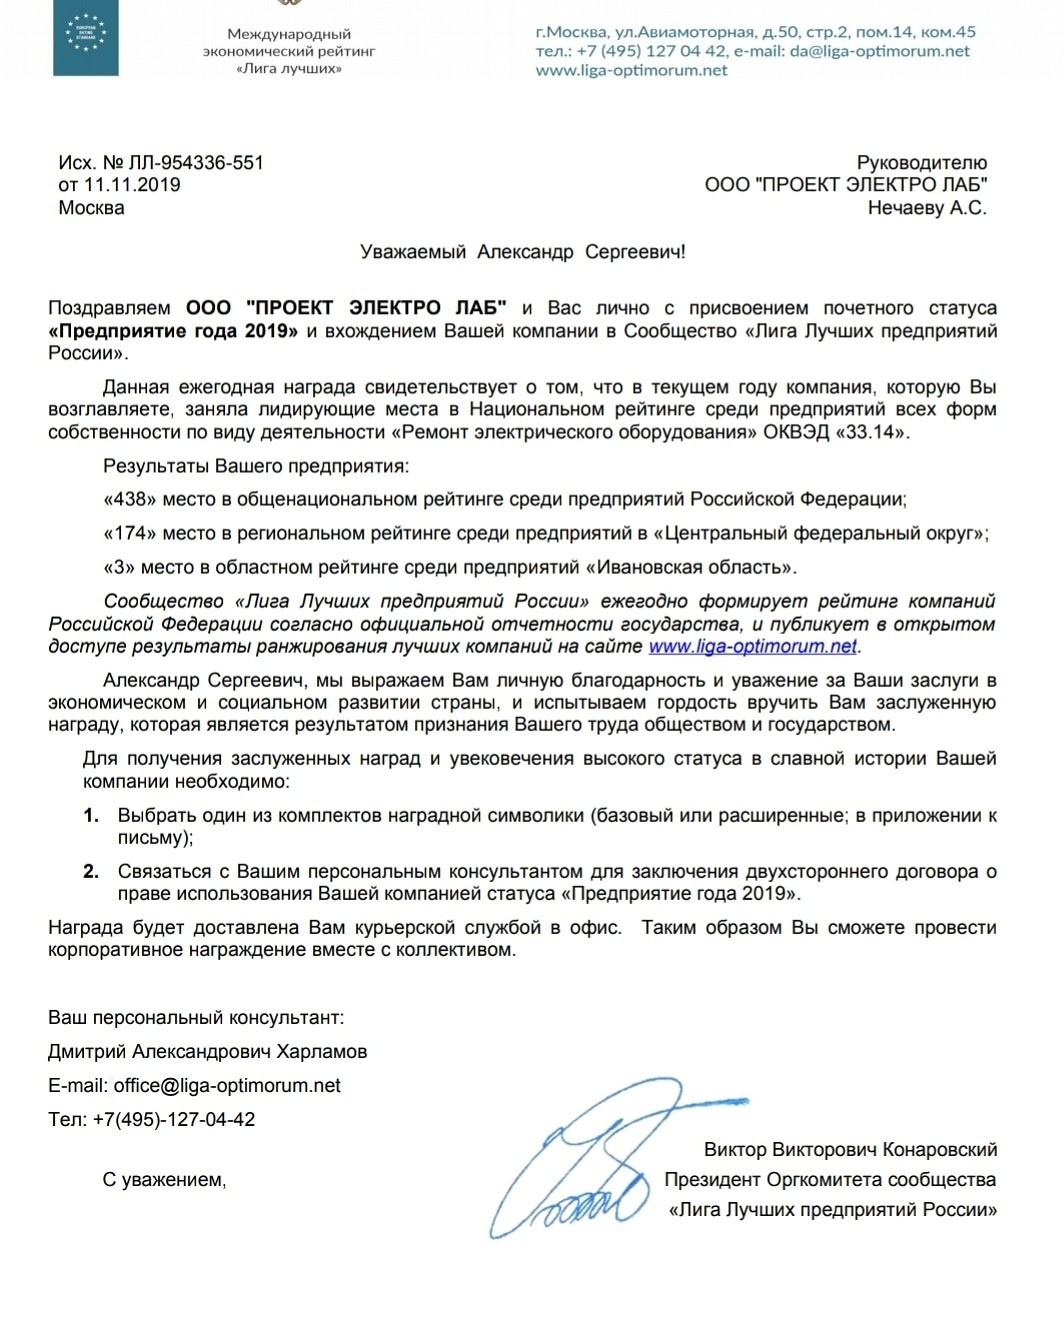 EUROPEAN
RATING
STANDARD
Международный
экономический рейтинг
«Лига лучших»
г.Москва, ул.Авиамоторная, д.50, стр.2, пом.14, ком.45
тел.: +7 (495) 127 04 42, e-mail: da@liga-optimorum.net
www.liga-optimorum.net
Исх. № ЛЛ-954336-551
от 11.11.2019
Москва
Руководителю
ООО "ПРОЕКТ ЭЛЕКТРО ЛАБ"
Нечаеву А.С.
Уважаемый Александр Сергеевич!
Поздравляем ООО "ПРОЕКТ ЭЛЕКТРО ЛАБ" и Вас лично с присвоением почетного статуса
«Предприятие года 2019» и вхождением Вашей компании в Сообщество «Лига Лучших предприятий
России».
Данная ежегодная награда свидетельствует о том, что в текущем году компания, которую Вы
возглавляете, заняла лидирующие места в Национальном рейтинге среди предприятий всех форм
собственности по виду деятельности «Ремонт электрического оборудования» ОКВЭД «33.14».
Результаты Вашего предприятия:
«438» место в общенациональном рейтинге среди предприятий Российской Федерации;
«174» место в региональном рейтинге среди предприятий в «Центральный федеральный округ»;
«3» место в областном рейтинге среди предприятий «Ивановская область».
Сообщество «Лига Лучших предприятий России» ежегодно формирует рейтинг компаний
Российской Федерации согласно официальной отчетности государства, и публикует в открытом
доступе результаты ранжирования лучших компаний на сайте www.liga-optimorum.net.
Александр Сергеевич, мы выражаем Вам личную благодарность и уважение за Ваши заслуги в
экономическом и социальном развитии страны, и испытываем гордость вручить Вам заслуженную
награду, которая является результатом признания Вашего труда обществом и государством.
Для получения заслуженных наград и увековечения высокого статуса в славной истории Вашей
компании необходимо:
1. Выбрать один из комплектов наградной символики (базовый или расширенные; в приложении к
письму);
2. Связаться с Вашим персональным консультантом для заключения двухстороннего договора о
праве использования Вашей компанией статуса «Предприятие года 2019».
Награда будет доставлена Вам курьерской службой в офис. Таким образом Вы сможете провести
корпоративное награждение вместе с коллективом.
Ваш персональный консультант:
Дмитрий Александрович Харламов
E-mail: office@liga-optimorum.net
Тел: +7(495)-127-04-42
С уважением,
Виктор Викторович Конаровский
Президент Оргкомитета сообщества
«Лига Лучших предприятий России»